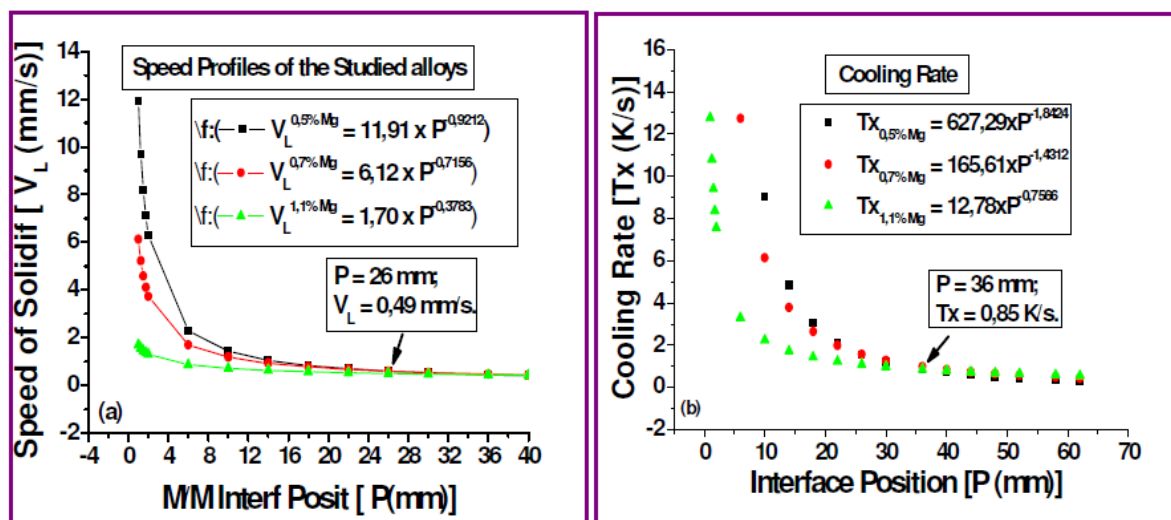 Speed of Solidif [ V_L (mm/s)]
14
12
10
8
6
4
2
0
-2
Speed Profiles of the Studied alloys
\f:( V_L^0,5% Mg = 11,91 x P^-0,9212)
\f:( V_L^0,7% Mg = 6,12 x P^-0,7156)
\f:( V_L^1,1% Mg = 1,70 x P^-0,3783)
P = 26 mm;
V_L = 0,49 mm/s.
(a)
-4 0 4 8 12 16 20 24 28 32 36 40
M/M Interf Posit [ P(mm)]
Cooling Rate [Tx (K/s)]
16
14
12
10
8
6
4
2
0
-2
Cooling Rate
Tx_0,5% Mg = 627,29xP^-1,8424
Tx_0,7% Mg = 165,61xP^-1,4312
Tx_1,1% Mg = 12,78xP^-0,7566
P = 36 mm;
Tx = 0,85 K/s.
(b)
0 10 20 30 40 50 60 70
Interface Position [P (mm)]